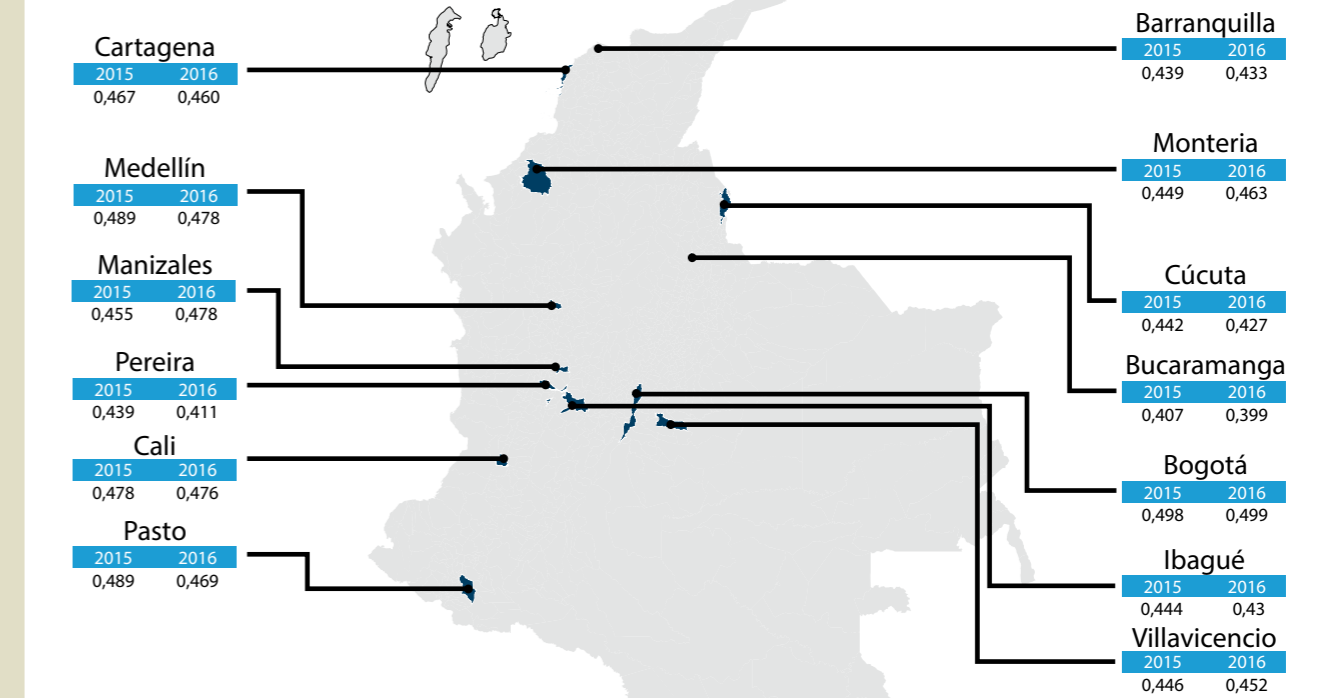 Cartagena
2015 2016
0,467 0,460
Medellín
2015 2016
0,489 0,478
Manizales
2015 2016
0,455 0,478
Pereira
2015 2016
0,439 0,411
Cali
2015 2016
0,478 0,476
Pasto
2015 2016
0,489 0,469
Barranquilla
2015 2016
0,439 0,433
Monteria
2015 2016
0,449 0,463
Cúcuta
2015 2016
0,442 0,427
Bucaramanga
2015 2016
0,407 0,399
Bogotá
2015 2016
0,498 0,499
Ibagué
2015 2016
0,444 0,43
Villavicencio
2015 2016
0,446 0,452